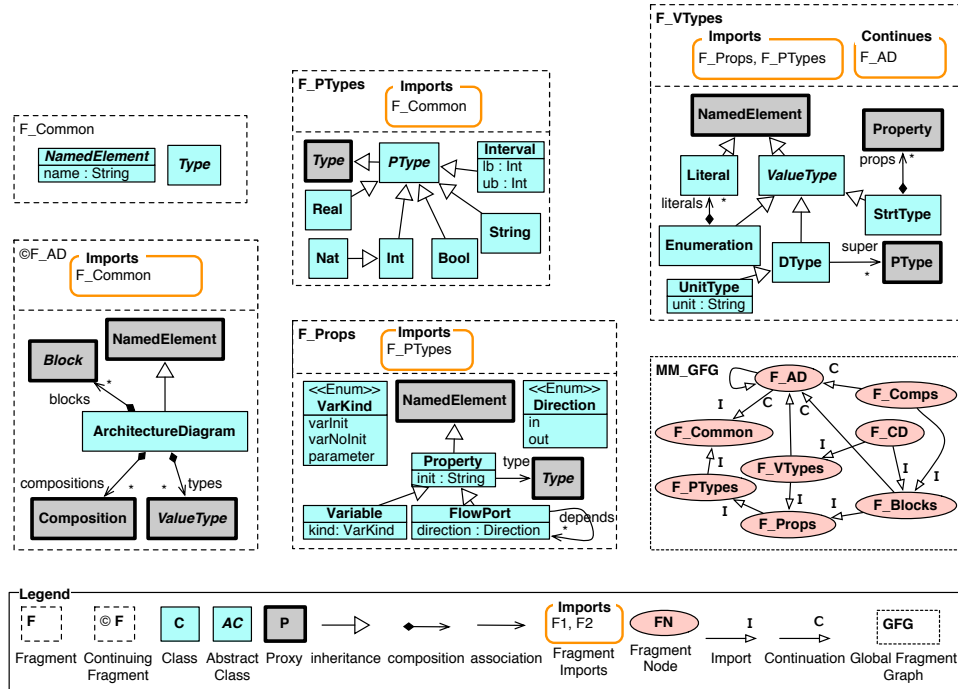 F_Common
NamedElement
name : String
Type
©F_AD
Imports
F_Common
Block
NamedElement
blocks
*
ArchitectureDiagram
compositions
*
*
types
Composition
ValueType
F_PTypes
Imports
F_Common
Type
PType
Interval
lb : Int
ub : Int
Real
String
Nat
Int
Bool
F_Props
Imports
F_PTypes
<<Enum>>
VarKind
varInit
varNoInit
parameter
NamedElement
<<Enum>>
Direction
in
out
Property
init : String
type
Type
Variable
kind: VarKind
FlowPort
direction : Direction
depends
*
F_VTypes
Imports
F_Props, F_PTypes
Continues
F_AD
NamedElement
Property
props
*
Literal
ValueType
literals
*
StrtType
Enumeration
DType
super
*
PType
UnitType
unit : String
MM_GFG
F_AD
C
F_Comps
I
C
C
I
F_Common
F_CD
I
I
F_VTypes
I
F_PTypes
I
I
F_Blocks
I
F_Props
I
Legend
F
© F
C
AC
P
Imports
F1, F2
FN
I
C
GFG
Fragment
Continuing
Fragment
Class
Abstract
Class
Proxy
inheritance
composition
association
Fragment
Imports
Fragment
Node
Import
Continuation
Global Fragment
Graph